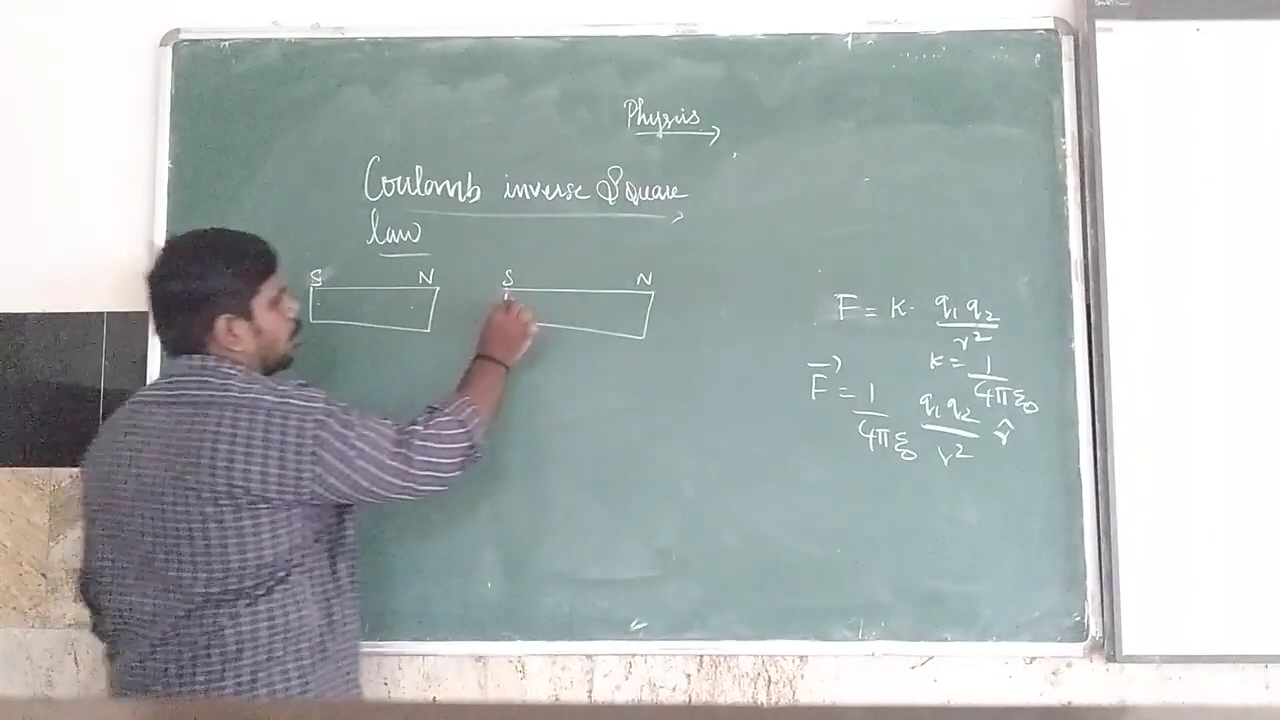 Physics
Coulomb inverse Square
law
S N S N
F = K. q₁ q₂ / r²
K = 1 / 4πε₀
F⃗ = 1 / 4πε₀ q₁ q₂ / r² r̂